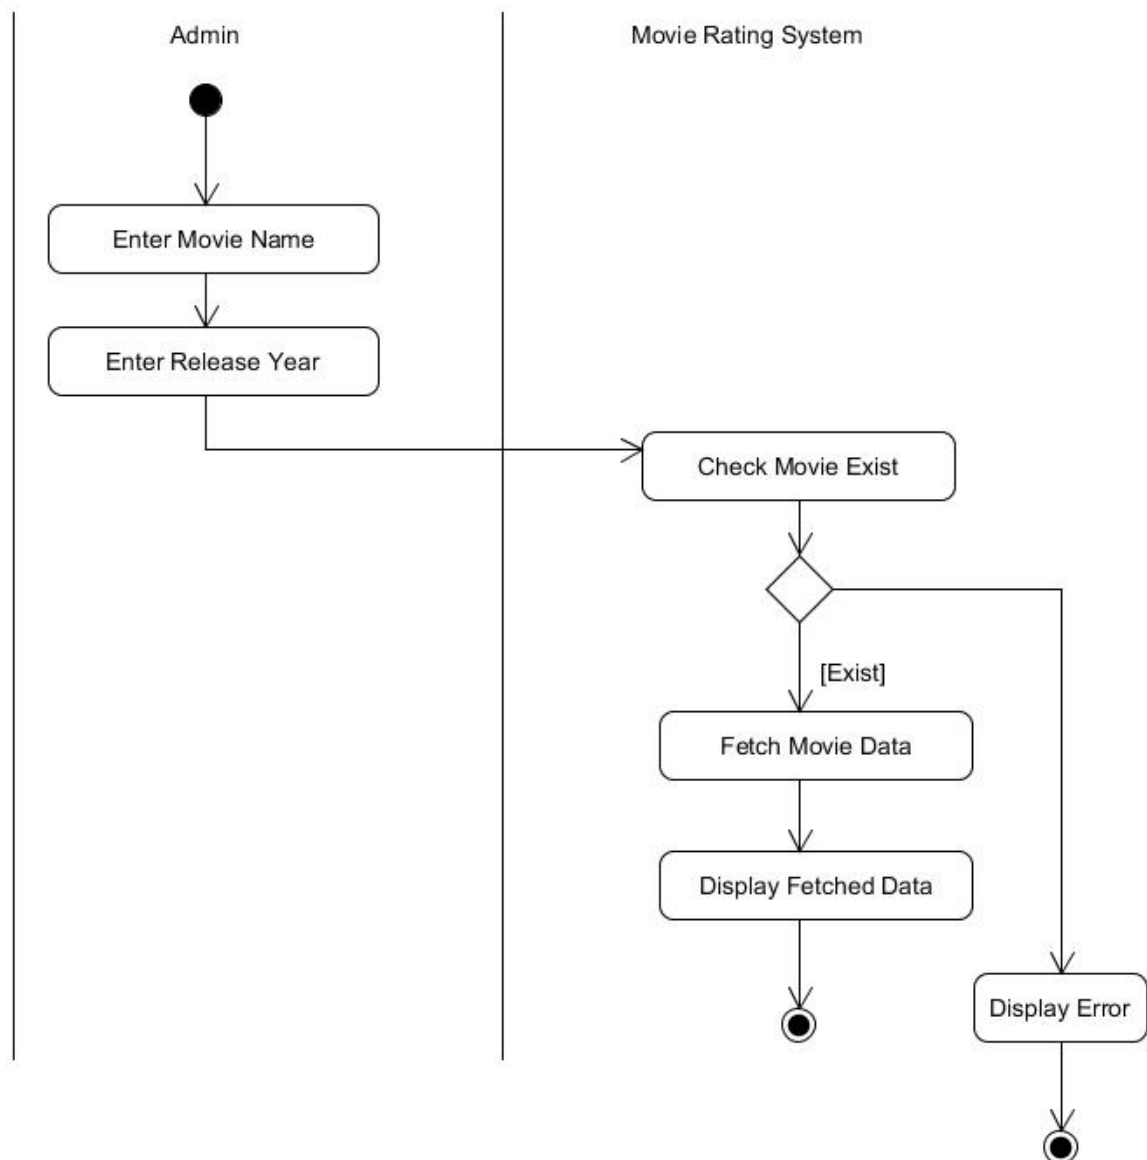 Admin
Movie Rating System
Enter Movie Name
Enter Release Year
Check Movie Exist
[Exist]
Fetch Movie Data
Display Fetched Data
Display Error